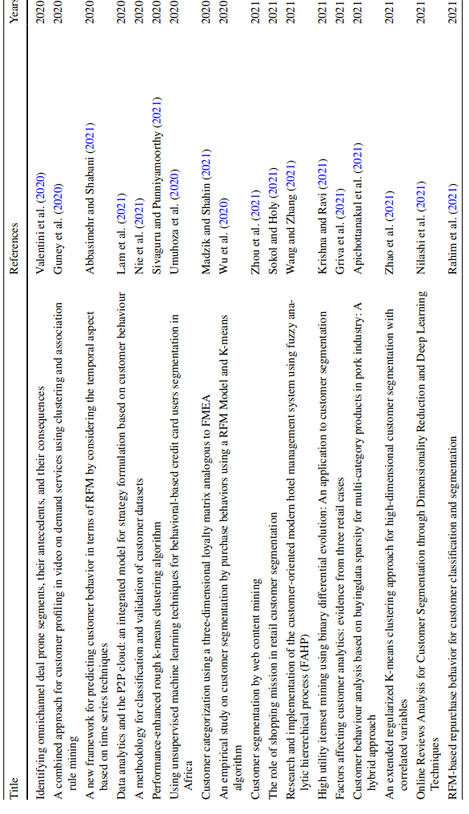 Title References Years
Identifying omnichannel deal prone segments, their antecedents, and their consequences Valentini et al. (2020) 2020
A combined approach for customer profiling in video on demand services using clustering and association Guney et al. (2020) 2020
rule mining
A new framework for predicting customer behavior in terms of RFM by considering the temporal aspect Abbasimehr and Shabani (2021) 2020
based on time series techniques
Data analytics and the P2P cloud: an integrated model for strategy formulation based on customer behaviour Lam et al. (2021) 2020
A methodology for classification and validation of customer datasets Nie et al. (2021) 2020
Performance-enhanced rough k-means clustering algorithm Sivaguru and Punniyamoorthy (2021) 2020
Using unsupervised machine learning techniques for behavioral-based credit card users segmentation in Umuhoza et al. (2020) 2020
Africa
Customer categorization using a three-dimensional loyalty matrix analogous to FMEA Madzik and Shahin (2021) 2020
An empirical study on customer segmentation by purchase behaviors using a RFM Model and K-means Wu et al. (2020) 2020
algorithm
Customer segmentation by web content mining Zhou et al. (2021) 2021
The role of shopping mission in retail customer segmentation Sokol and Holy (2021) 2021
Research and implementation of the customer-oriented modern hotel management system using fuzzy ana- Wang and Zhang (2021) 2021
lytic hiererchical process (FAHP)
High utility itemset mining using binary differential evolution: An application to customer segmentation Krishna and Ravi (2021) 2021
Factors affecting customer analytics: evidence from three retail cases Griva et al. (2021) 2021
Customer behaviour analysis based on buyingdata sparsity for multi-category products in pork industry: A Apichottanakul et al. (2021) 2021
hybrid approach
An extended regularized K-means clustering approach for high-dimensional customer segmentation with Zhao et al. (2021) 2021
correlated variables
Online Reviews Analysis for Customer Segmentation through Dimensionality Reduction and Deep Learning Nilashi et al. (2021) 2021
Techniques
RFM-based repurchase behavior for customer classification and segmentation Rahim et al. (2021) 2021